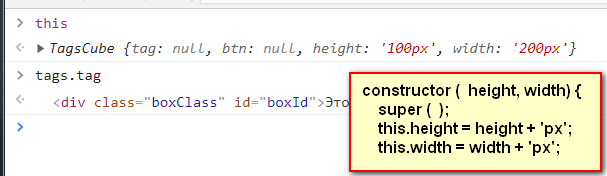 > this
<· ▶ TagsCube {tag: null, btn: null, height: '100px', width: '200px'}
> tags.tag
<· <div class="boxClass" id="boxId">Это
>
constructor ( height, width) {
super ( );
this.height = height + 'px';
this.width = width + 'px';